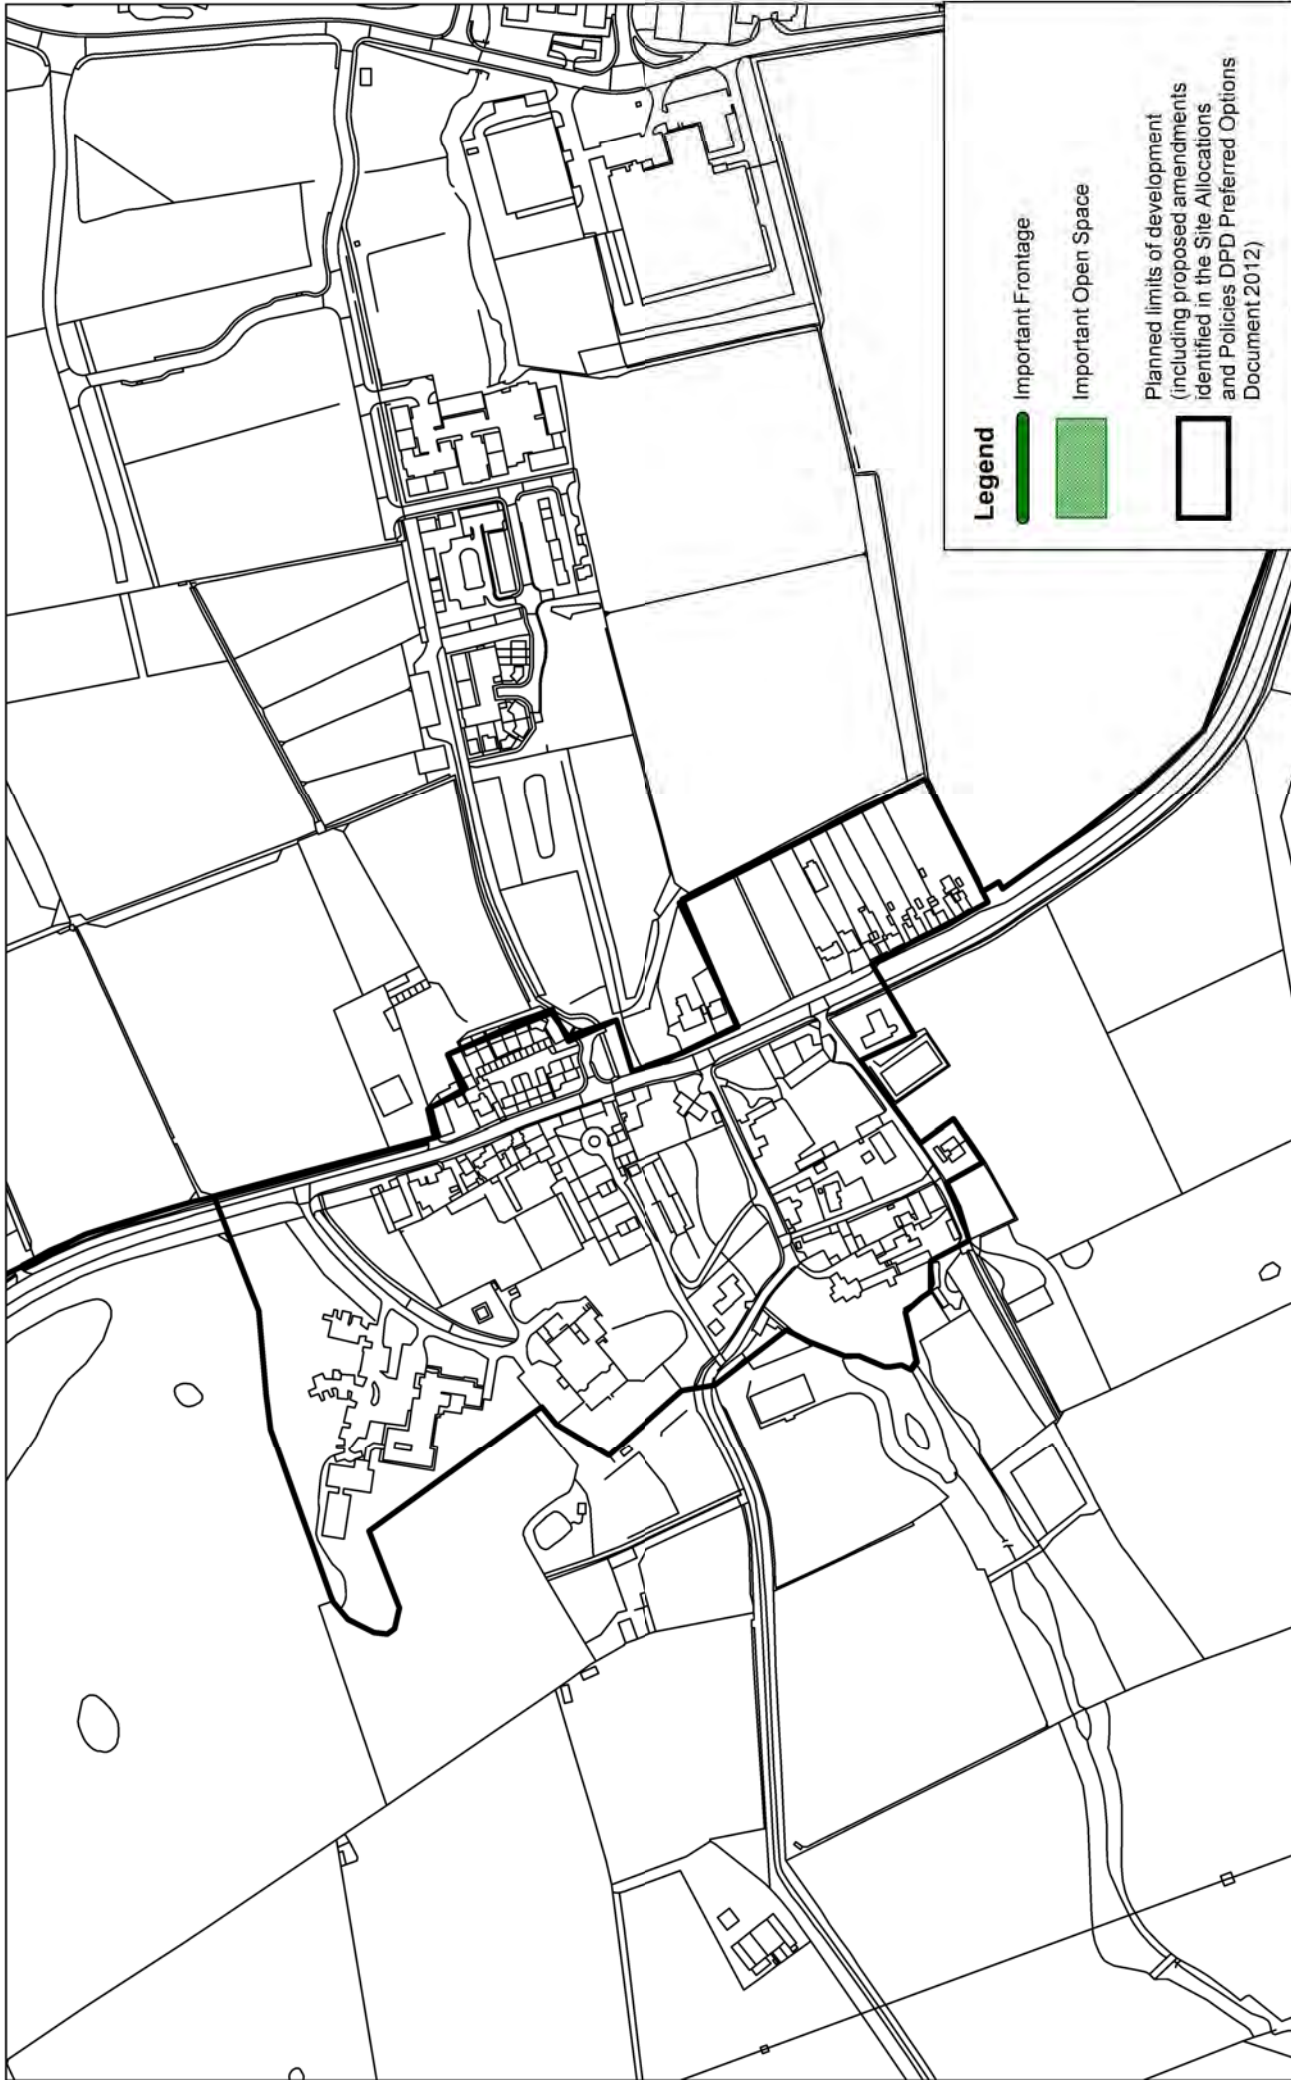 Legend
Important Frontage
Important Open Space
Planned limits of development
(including proposed amendments
identified in the Site Allocations
and Policies DPD Preferred Options
Document 2012)